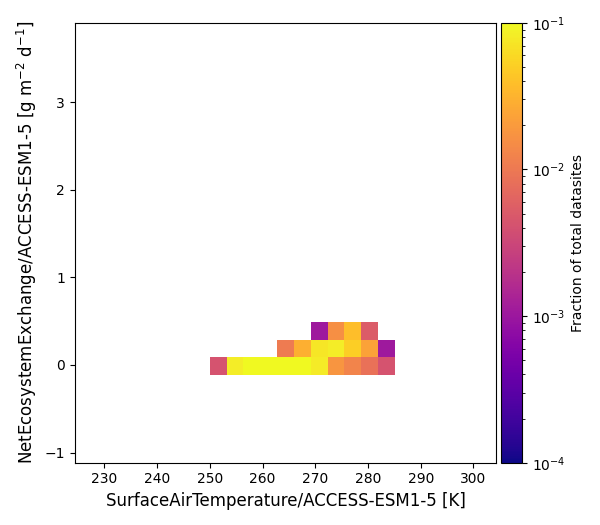 NetEcosystemExchange/ACCESS-ESM1-5 [g m⁻² d⁻¹]
3
2
1
0
−1
230 240 250 260 270 280 290 300
SurfaceAirTemperature/ACCESS-ESM1-5 [K]
10⁻¹
10⁻²
10⁻³
10⁻⁴
Fraction of total datasites